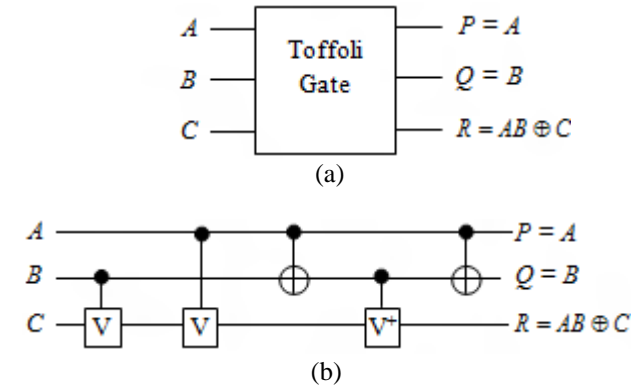 A
B
C
Toffoli
Gate
P = A
Q = B
R = AB ⊕ C
(a)
A
B
C
V
V
V+
P = A
Q = B
R = AB ⊕ C
(b)